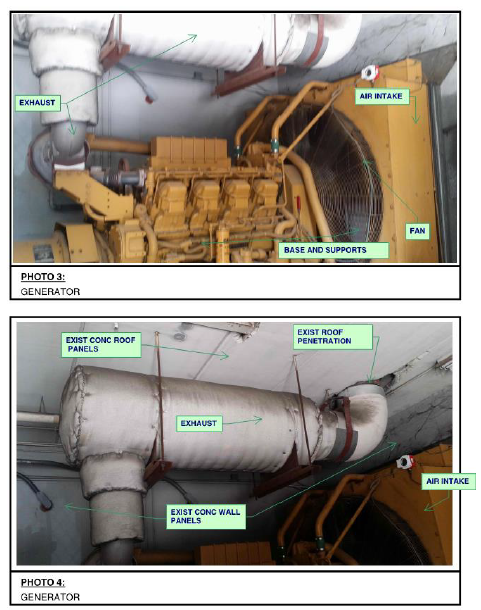 EXHAUST
AIR INTAKE
BASE AND SUPPORTS
FAN
PHOTO 3:
GENERATOR
EXIST CONC ROOF
PANELS
EXIST ROOF
PENETRATION
EXHAUST
AIR INTAKE
EXIST CONC WALL
PANELS
PHOTO 4:
GENERATOR